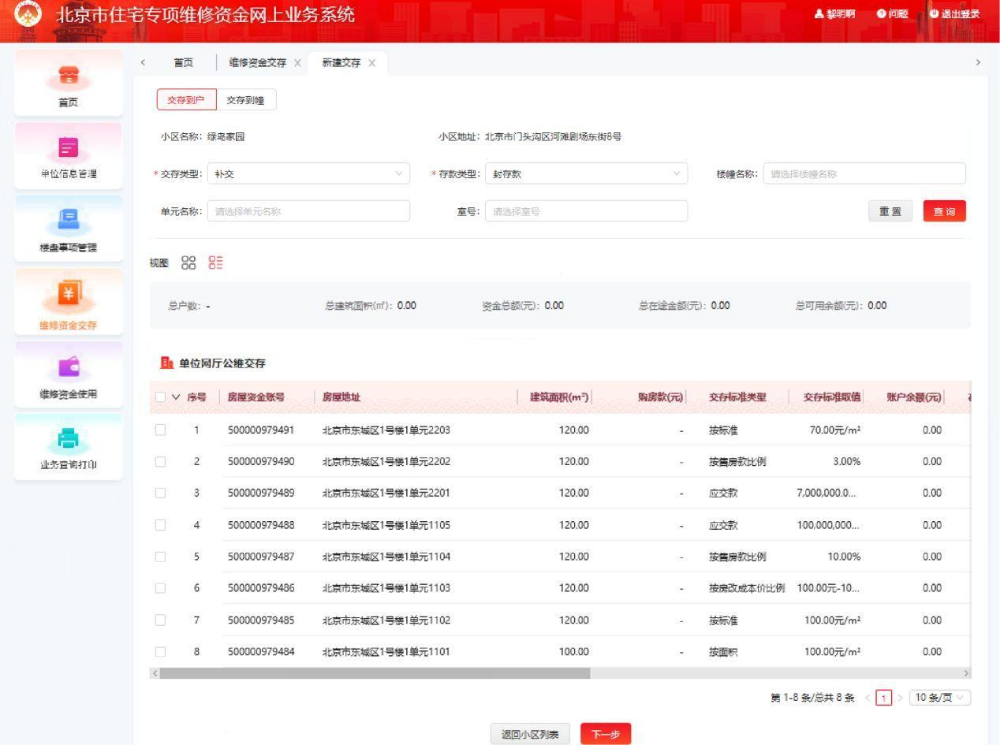 北京市住宅专项维修资金网上业务系统
黎明啊 问题 退出登录
首页 维修资金交存 新建交存
首页
单位信息管理
楼盘事项管理
维修资金交存
维修资金使用
业务查询打印
交存到户 交存到幢
小区名称: 绿岛家园 小区地址: 北京市门头沟区河滩剧场东街8号
* 交存类型: 补交 * 存款类型: 封存款 楼幢名称: 请选择楼幢名称
单元名称: 请选择单元名称 室号: 请选择室号 重置 查询
视图
总户数: - 总建筑面积(㎡): 0.00 资金总额(元): 0.00 总在途金额(元): 0.00 总可用余额(元): 0.00
单位网厅公维交存
序号 房屋资金账号 房屋地址 建筑面积(m²) 购房款(元) 交存标准类型 交存标准取值 账户余额(元)
1 500000979491 北京市东城区1号楼1单元2203 120.00 - 按标准 70.00元/m² 0.00
2 500000979490 北京市东城区1号楼1单元2202 120.00 - 按售房款比例 3.00% 0.00
3 500000979489 北京市东城区1号楼1单元2201 120.00 - 应交款 7,000,000.0... 0.00
4 500000979488 北京市东城区1号楼1单元1105 120.00 - 应交款 100,000,000... 0.00
5 500000979487 北京市东城区1号楼1单元1104 120.00 - 按售房款比例 10.00% 0.00
6 500000979486 北京市东城区1号楼1单元1103 120.00 - 按房改成本价比例 100.00元-10... 0.00
7 500000979485 北京市东城区1号楼1单元1102 120.00 - 按标准 100.00元/m² 0.00
8 500000979484 北京市东城区1号楼1单元1101 100.00 - 按面积 100.00元/m² 0.00
第 1-8 条/总共 8 条 < 1 > 10 条/页
返回小区列表 下一步